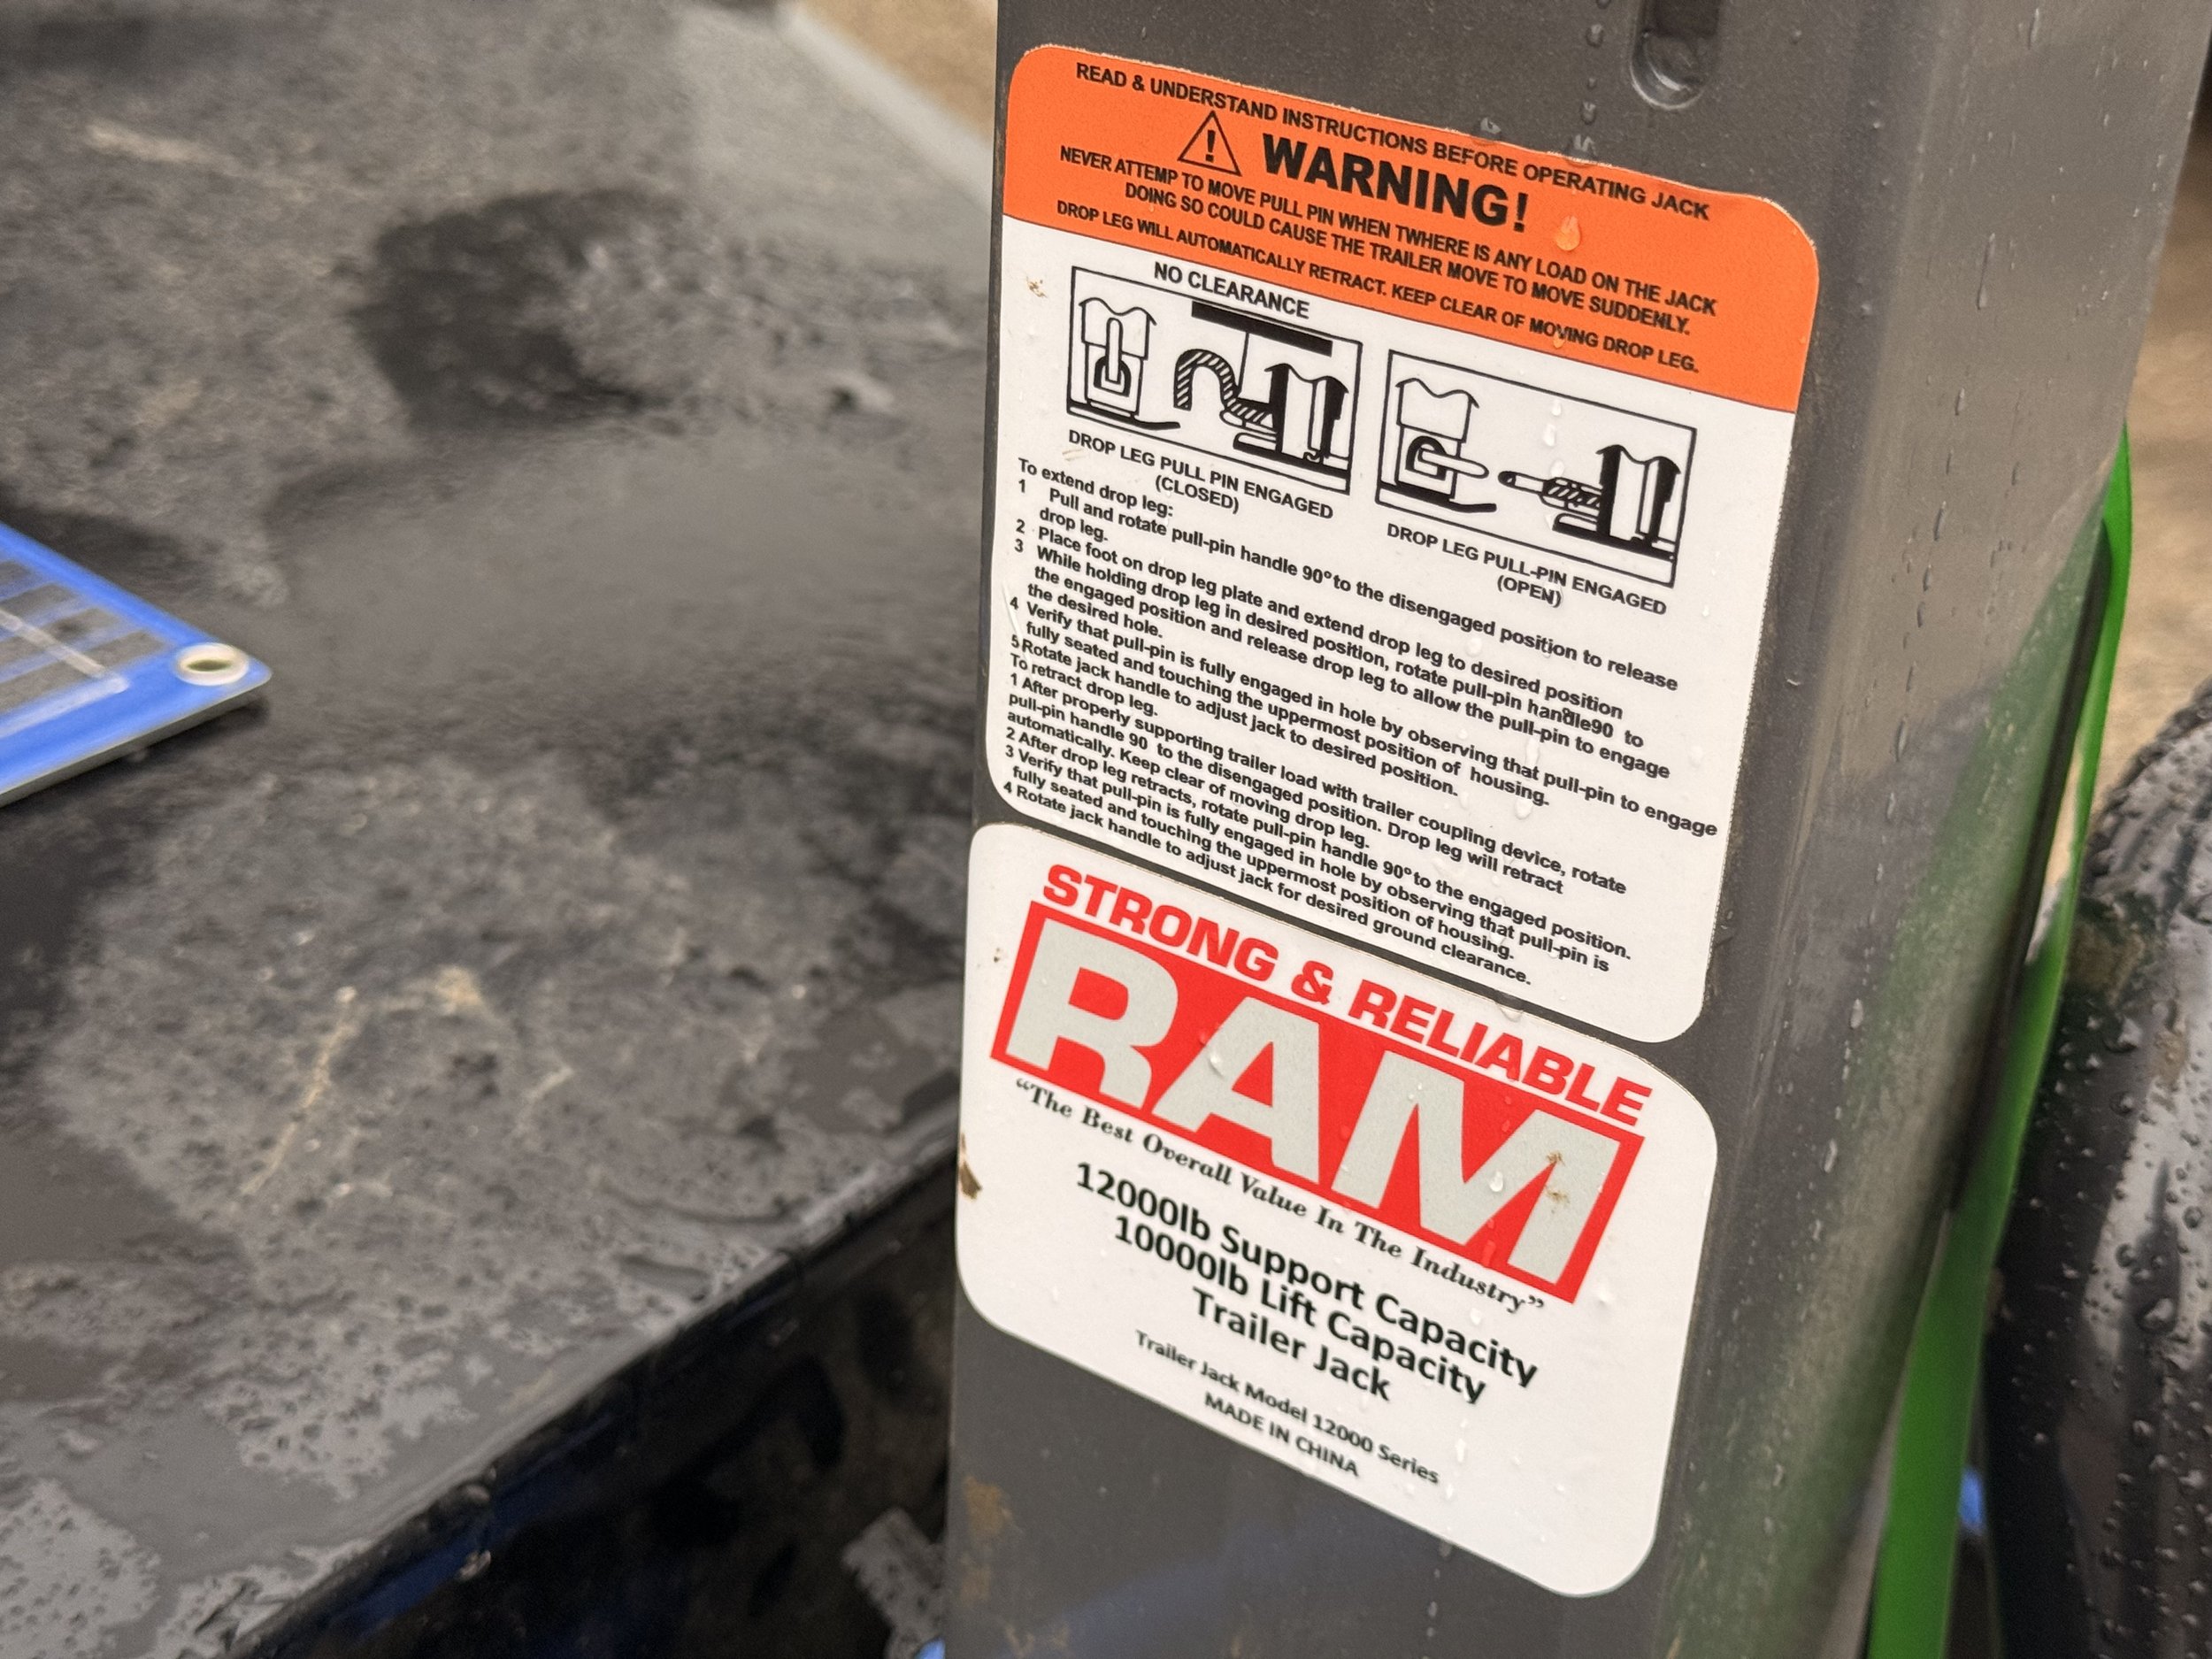 READ & UNDERSTAND INSTRUCTIONS BEFORE OPERATING JACK
WARNING!
NEVER ATTEMP TO MOVE PULL PIN WHEN TWHERE IS ANY LOAD ON THE JACK
DOING SO COULD CAUSE THE TRAILER MOVE TO MOVE SUDDENLY.
DROP LEG WILL AUTOMATICALLY RETRACT. KEEP CLEAR OF MOVING DROP LEG.
NO CLEARANCE
DROP LEG PULL PIN ENGAGED
(CLOSED)
DROP LEG PULL-PIN ENGAGED
(OPEN)
To extend drop leg:
1 Pull and rotate pull-pin handle 90° to the disengaged position to release
drop leg.
2 Place foot on drop leg plate and extend drop leg to desired position
3 While holding drop leg in desired position, rotate pull-pin handle90 to
the engaged position and release drop leg to allow the pull-pin to engage
the desired hole.
4 Verify that pull-pin is fully engaged in hole by observing that pull-pin to engage
fully seated and touching the uppermost position of housing.
5 Rotate jack handle to adjust jack to desired position.
To retract drop leg.
1 After properly supporting trailer load with trailer coupling device, rotate
pull-pin handle 90 to the disengaged position. Drop leg will retract
automatically. Keep clear of moving drop leg.
2 After drop leg retracts, rotate pull-pin handle 90° to the engaged position.
3 Verify that pull-pin is fully engaged in hole by observing that pull-pin is
fully seated and touching the uppermost position of housing.
4 Rotate jack handle to adjust jack for desired ground clearance.
STRONG & RELIABLE
RAM
“The Best Overall Value In The Industry”
12000lb Support Capacity
10000lb Lift Capacity
Trailer Jack
Trailer Jack Model 12000 Series
MADE IN CHINA